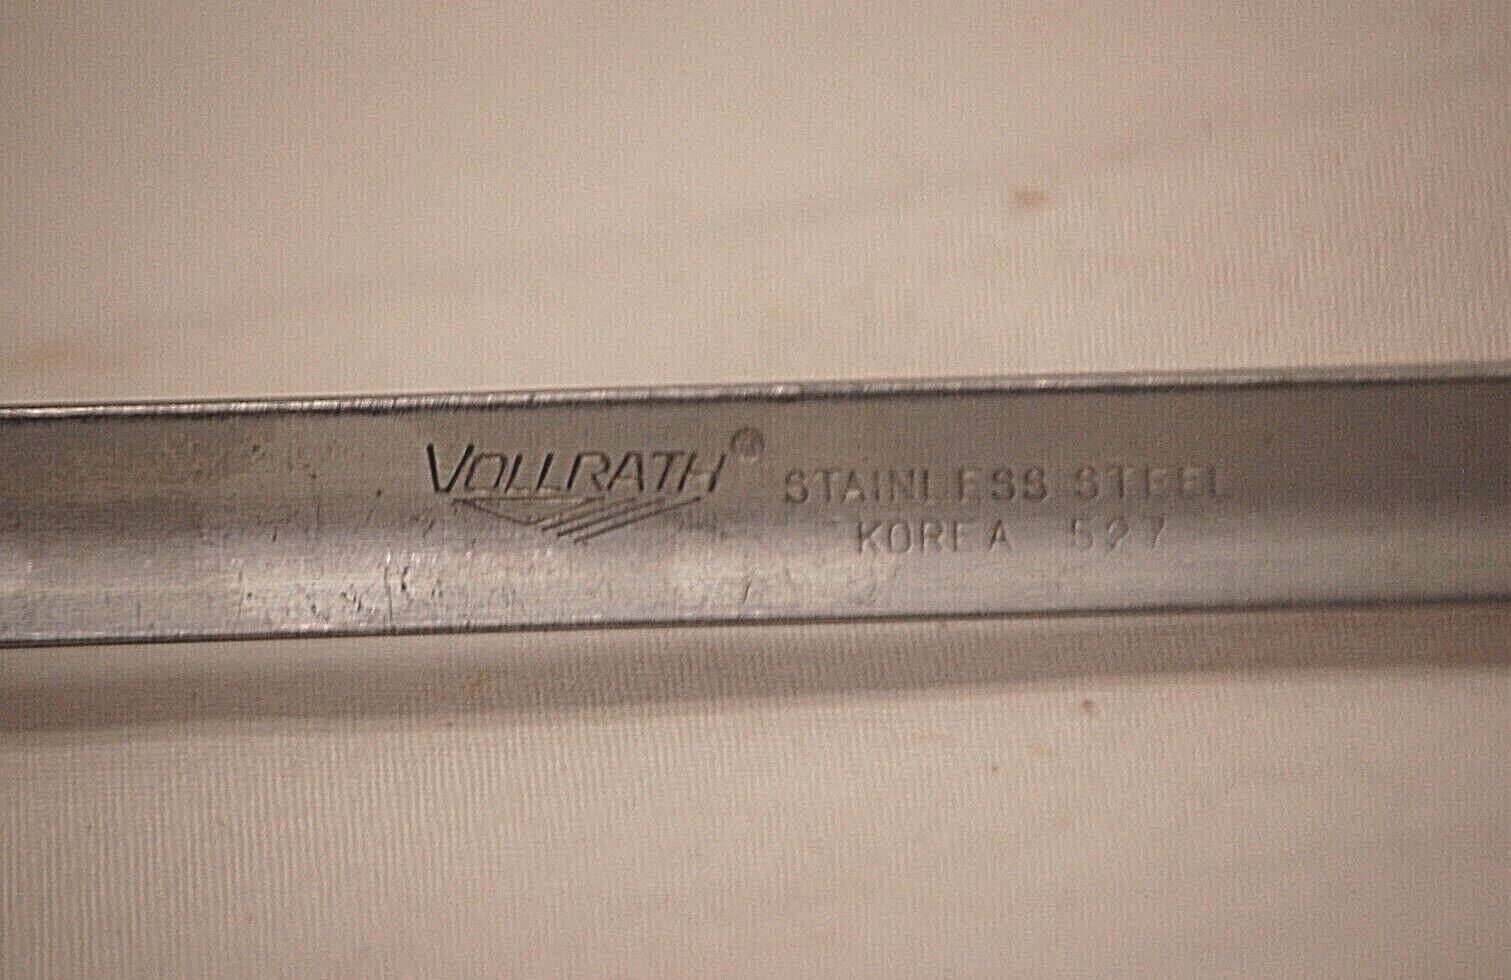 VOLLRATH® STAINLESS STEEL
KOREA 527